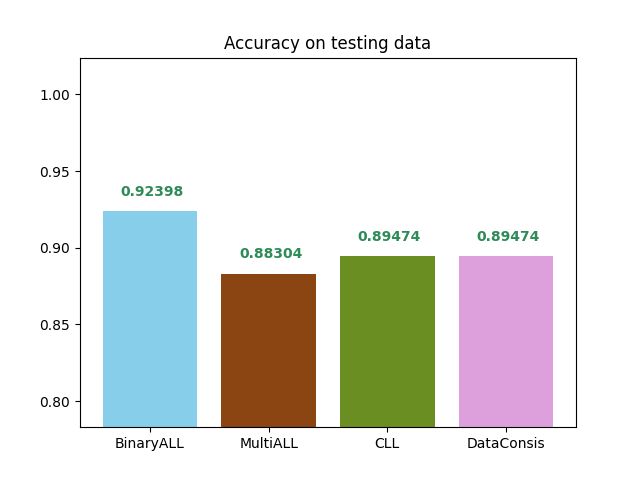 Accuracy on testing data
1.00
0.95
0.90
0.85
0.80
0.92398
0.88304
0.89474
0.89474
BinaryALL
MultiALL
CLL
DataConsis